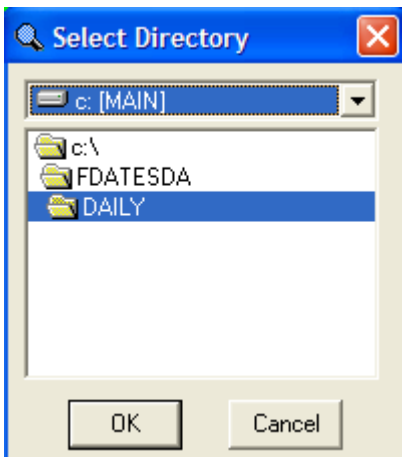 Select Directory
c: [MAIN]
c:\
FDATESDA
DAILY
OK Cancel